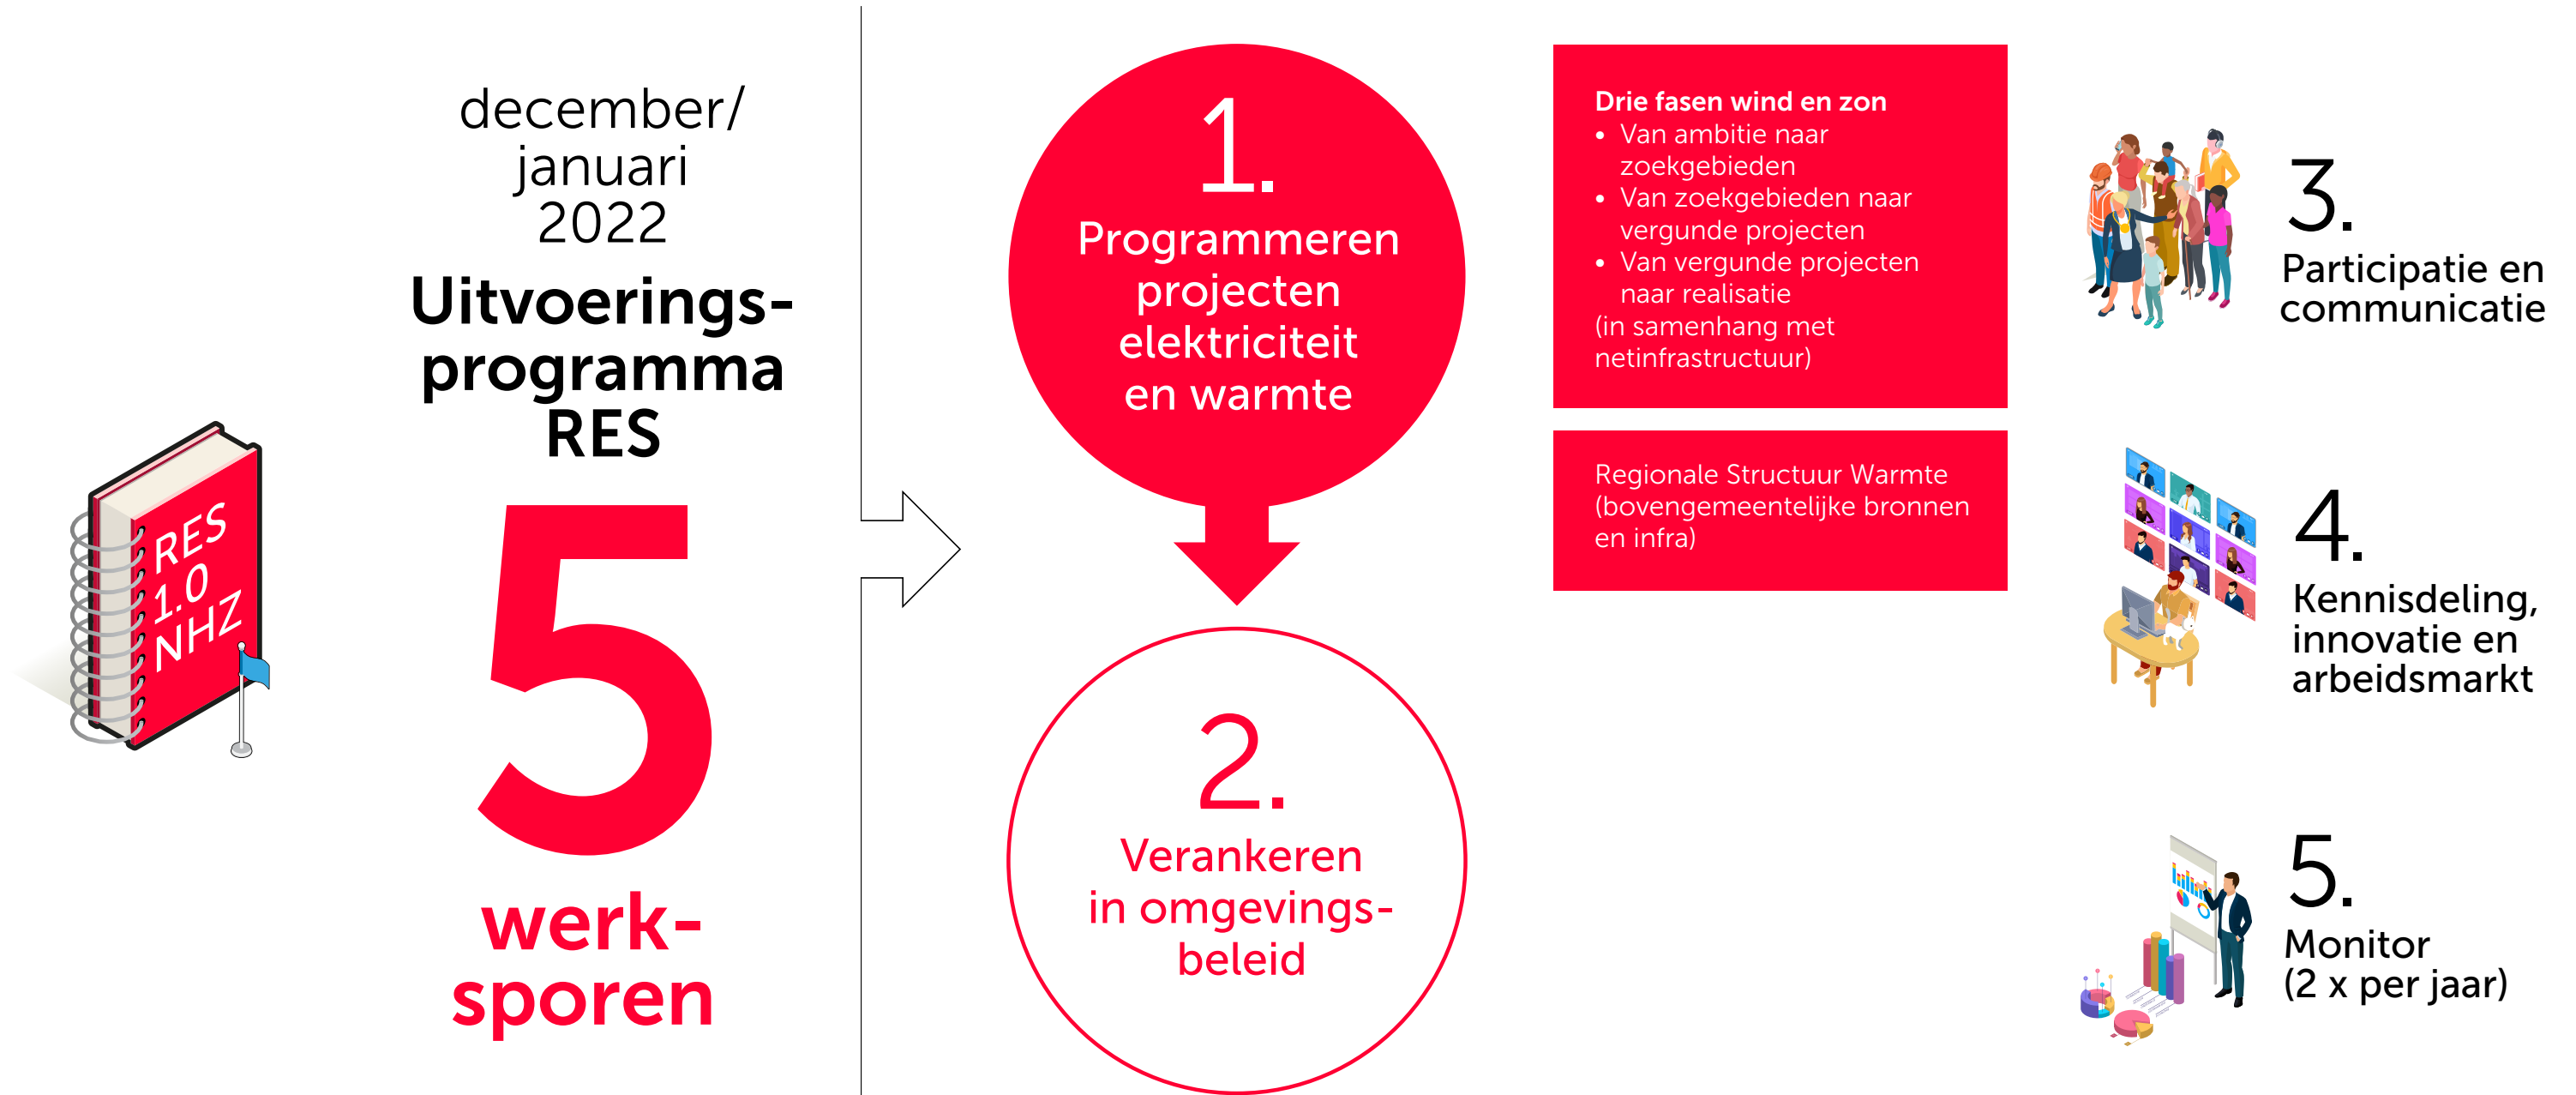 RES
1.0
NHZ
december/
januari
2022
Uitvoerings-
programma
RES
5
werk-
sporen
1.
Programmeren
projecten
elektriciteit
en warmte
2.
Verankeren
in omgevings-
beleid
Drie fasen wind en zon
• Van ambitie naar
zoekgebieden
• Van zoekgebieden naar
vergunde projecten
• Van vergunde projecten
naar realisatie
(in samenhang met
netinfrastructuur)
Regionale Structuur Warmte
(bovengemeentelijke bronnen
en infra)
3.
Participatie en
communicatie
4.
Kennisdeling,
innovatie en
arbeidsmarkt
5.
Monitor
(2 x per jaar)